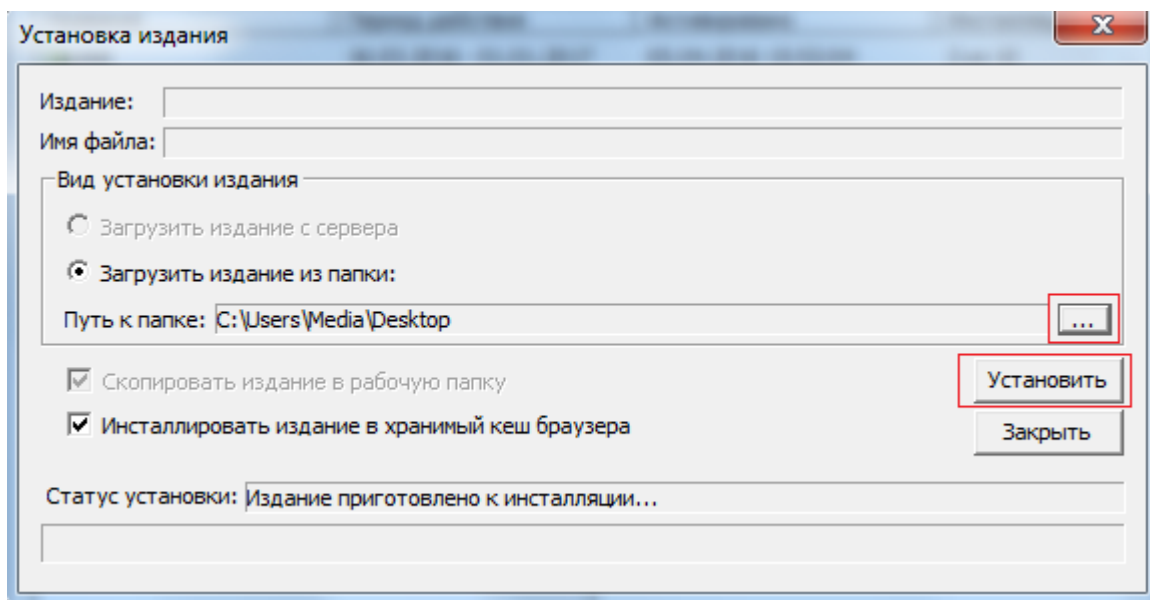 Установка издания
Издание:
Имя файла:
Вид установки издания
Загрузить издание с сервера
Загрузить издание из папки:
Путь к папке: C:\Users\Media\Desktop ...
Скопировать издание в рабочую папку
Установить
Инсталлировать издание в хранимый кеш браузера
Закрыть
Статус установки: Издание приготовлено к инсталляции...